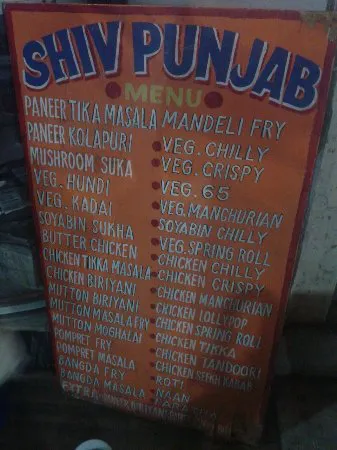 SHIV PUNJAB
MENU
PANEER TIKA MASALA
PANEER KOLAPURI
MUSHROOM SUKA
VEG. HUNDI
VEG. KADAI
SOYABIN SUKHA
BUTTER CHICKEN
CHICKEN TIKKA MASALA
CHICKEN BIRIYANI
MUTTON BIRIYANI
MUTTON MASALA FRY
MUTTON MOGHALAI
POMPRET FRY
POMPRET MASALA
BANGDA FRY
BANGDA MASALA
MANDELI FRY
VEG. CHILLY
VEG. CRISPY
VEG. 65
VEG. MANCHURIAN
SOYABIN CHILLY
VEG. SPRING ROLL
CHICKEN CHILLY
CHICKEN CRISPY
CHICKEN MANCHURIAN
CHICKEN LOLLYPOP
CHICKEN SPRING ROLL
CHICKEN TIKKA
CHICKEN TANDOORI
CHICKEN SEEKH KABAB
ROTI
NAAN